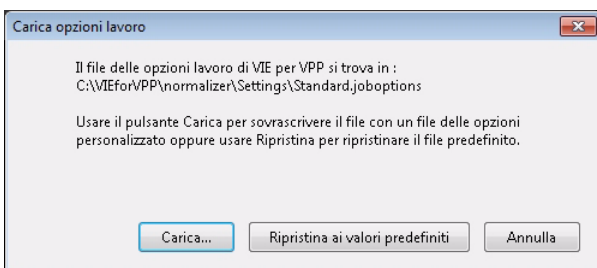 Carica opzioni lavoro
Il file delle opzioni lavoro di VIE per VPP si trova in :
C:\VIEforVPP\normalizer\Settings\Standard.joboptions
Usare il pulsante Carica per sovrascrivere il file con un file delle opzioni
personalizzato oppure usare Ripristina per ripristinare il file predefinito.
Carica... Ripristina ai valori predefiniti Annulla